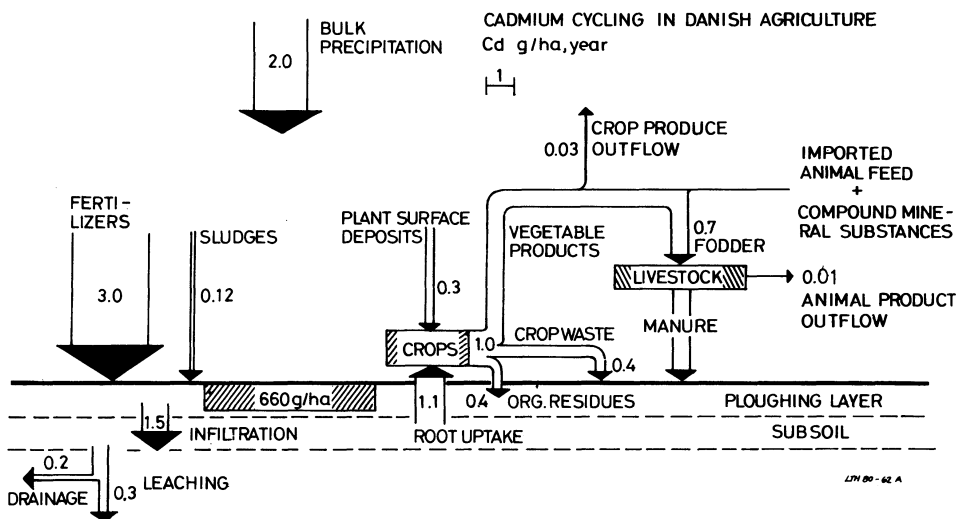 CADMIUM CYCLING IN DANISH AGRICULTURE
Cd g/ha, year
1
BULK
PRECIPITATION
2.0
CROP PRODUCE
OUTFLOW
0.03
IMPORTED
ANIMAL FEED
+
COMPOUND MINE-
RAL SUBSTANCES
FERTI-
LIZERS
3.0
SLUDGES
0.12
PLANT SURFACE
DEPOSITS
0.3
VEGETABLE
PRODUCTS
0.7
FODDER
LIVESTOCK
0.01
ANIMAL PRODUCT
OUTFLOW
MANURE
CROPS
1.0
CROP WASTE
0.4
660 g/ha
1.1
0.4
ORG. RESIDUES
PLOUGHING LAYER
1.5
INFILTRATION
ROOT UPTAKE
SUBSOIL
0.2
DRAINAGE
0,3
LEACHING
LTH 80-62 A